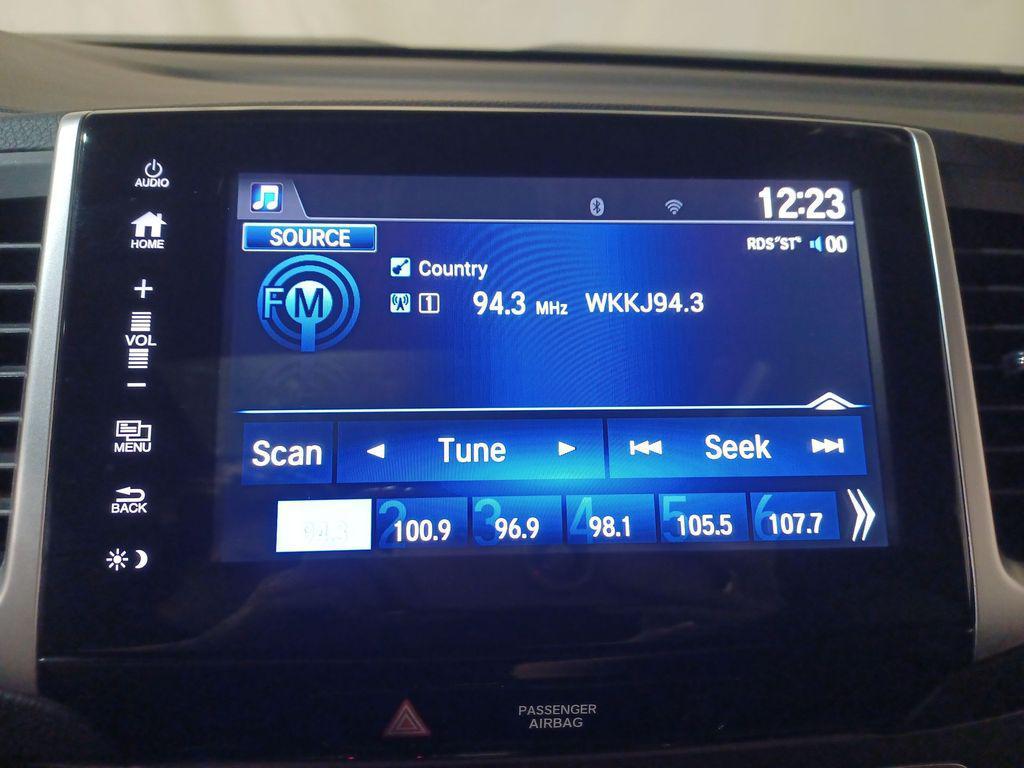 AUDIO
HOME
+
VOL
−
MENU
BACK
12:23
SOURCE
RDS "ST" 00
FM
Country
1 94.3 MHz WKKJ94.3
Scan Tune Seek
94.3 2 100.9 3 96.9 4 98.1 5 105.5 6 107.7
PASSENGER
AIRBAG